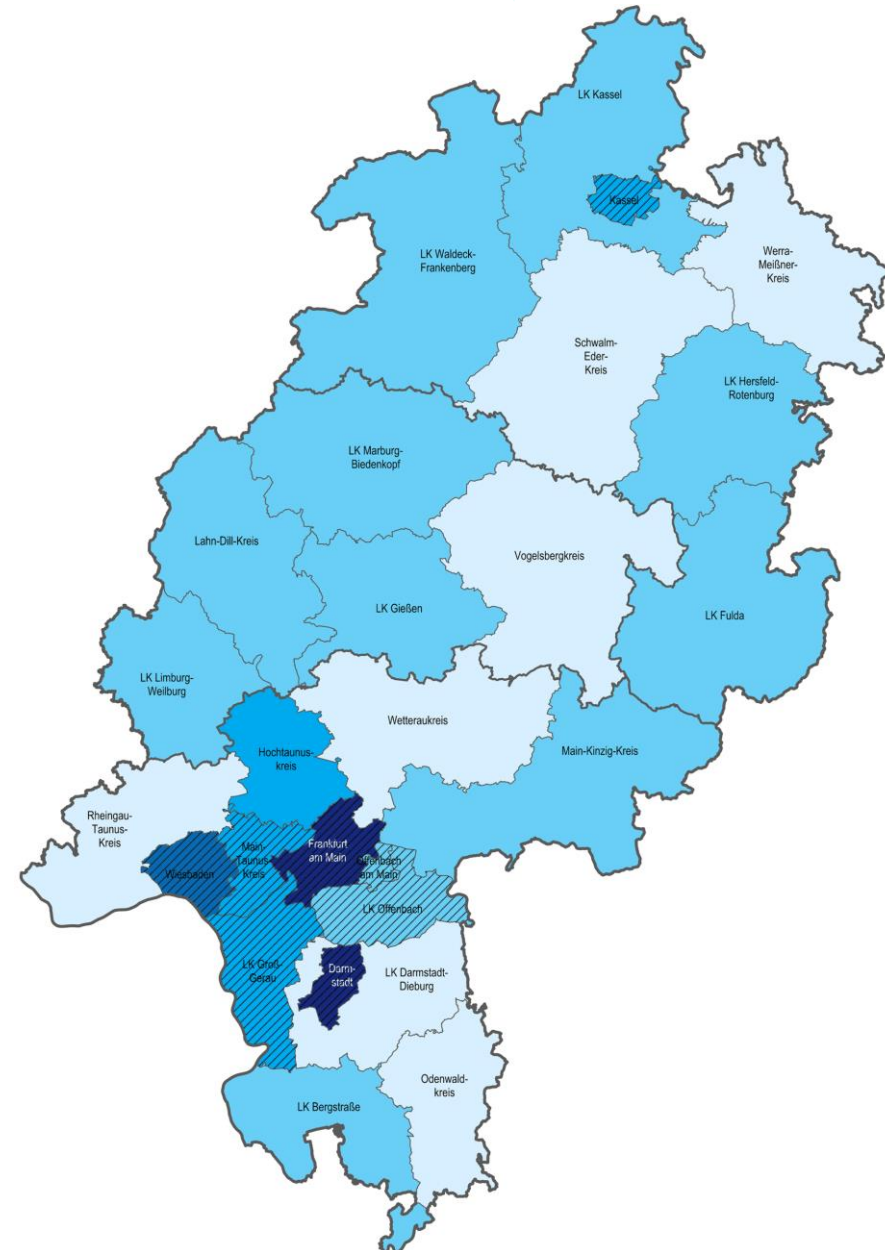 LK Kassel
Kassel
LK Waldeck-
Frankenberg
Werra-
Meißner-
Kreis
Schwalm-
Eder-
Kreis
LK Hersfeld-
Rotenburg
LK Marburg-
Biedenkopf
Lahn-Dill-Kreis
Vogelsbergkreis
LK Gießen
LK Fulda
LK Limburg-
Weilburg
Wetteraukreis
Hochtaunus-
kreis
Main-Kinzig-Kreis
Rheingau-
Taunus-
Kreis
Main-
Taunus
Kreis
Frankfurt
am Main
Offenbach
am Main
Wiesbaden
LK Offenbach
LK Groß-
Gerau
Darm-
stadt
LK Darmstadt-
Dieburg
Odenwald-
kreis
LK Bergstraße